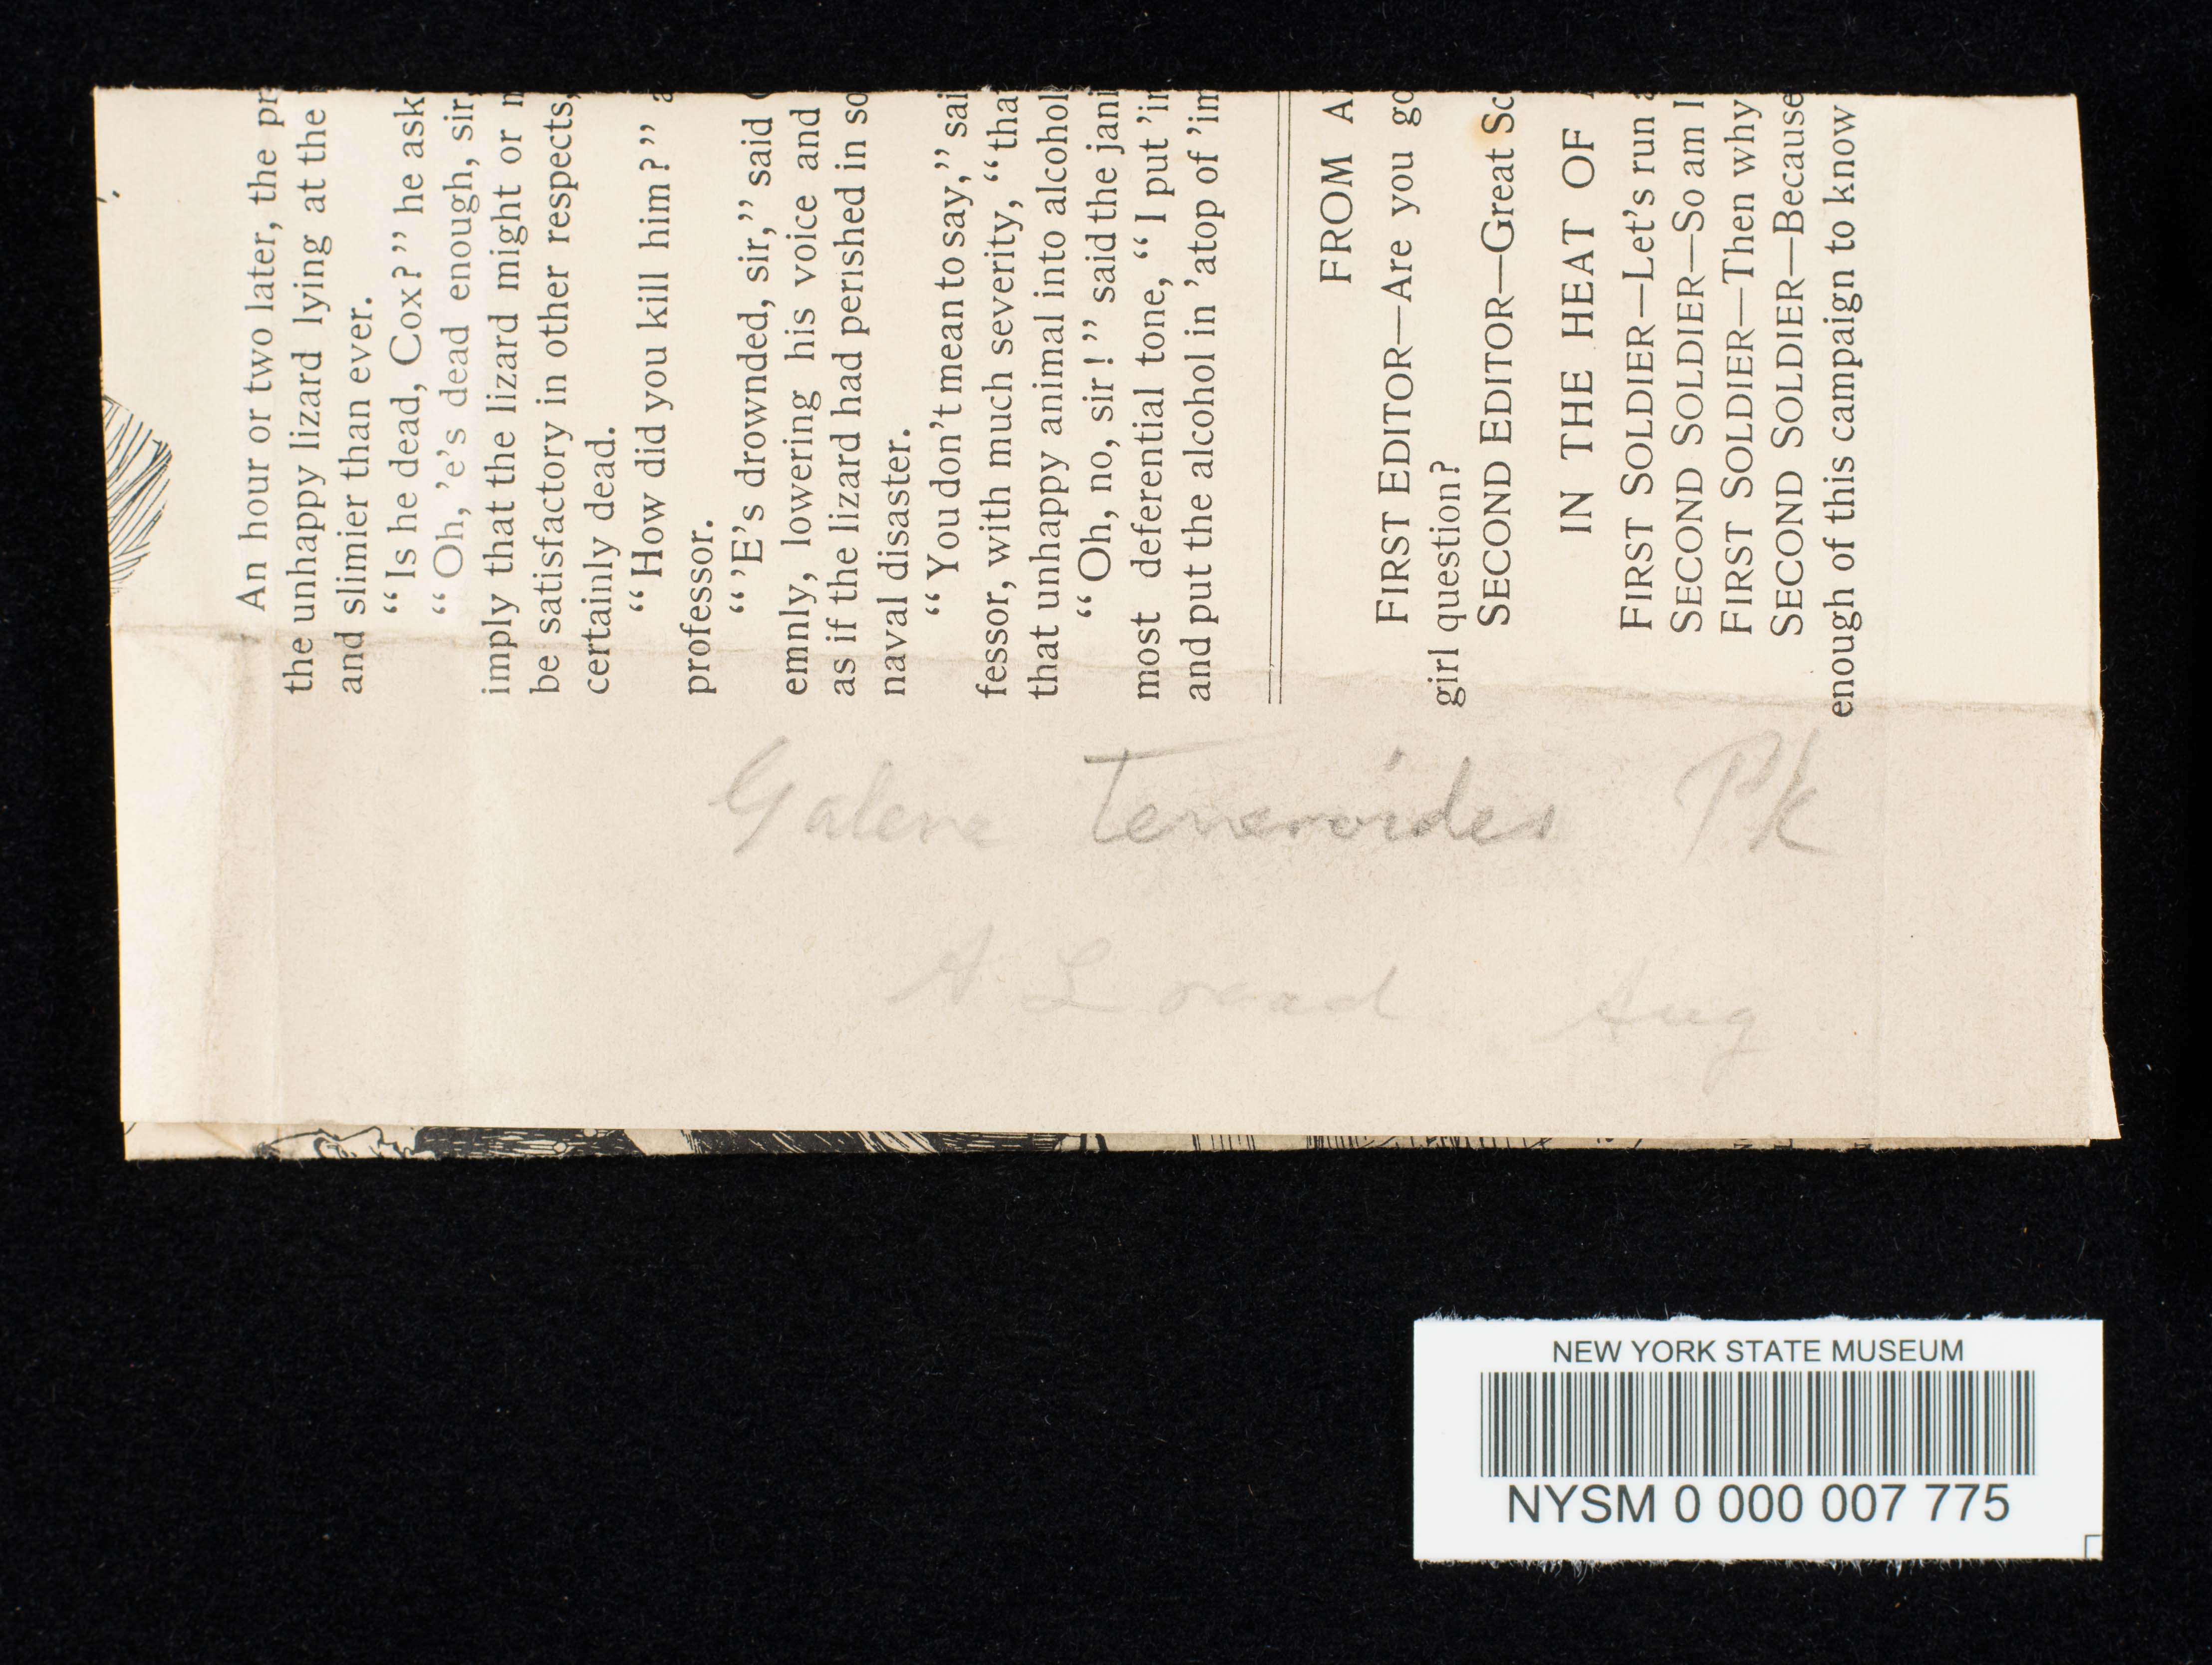 An hour or two later, the pr
the unhappy lizard lying at the
and slimier than ever.
“Is he dead, Cox?” he ask
“Oh, ’e’s dead enough, sir,
imply that the lizard might or n
be satisfactory in other respects,
certainly dead.
“How did you kill him?” a
professor.
“’E’s drownded, sir,” said
emnly, lowering his voice and
as if the lizard had perished in so
naval disaster.
“You don’t mean to say,” sai
fessor, with much severity, “tha
that unhappy animal into alcohol
“Oh, no, sir!” said the jani
most deferential tone, “I put ’in
and put the alcohol in ’atop of ’im
FROM A
FIRST EDITOR—Are you go
girl question?
SECOND EDITOR—Great Sc
IN THE HEAT OF
FIRST SOLDIER—Let’s run a
SECOND SOLDIER—So am I
FIRST SOLDIER—Then why
SECOND SOLDIER—Because
enough of this campaign to know
Galera Teneroides Pk
Aug
NEW YORK STATE MUSEUM
NYSM 0 000 007 775